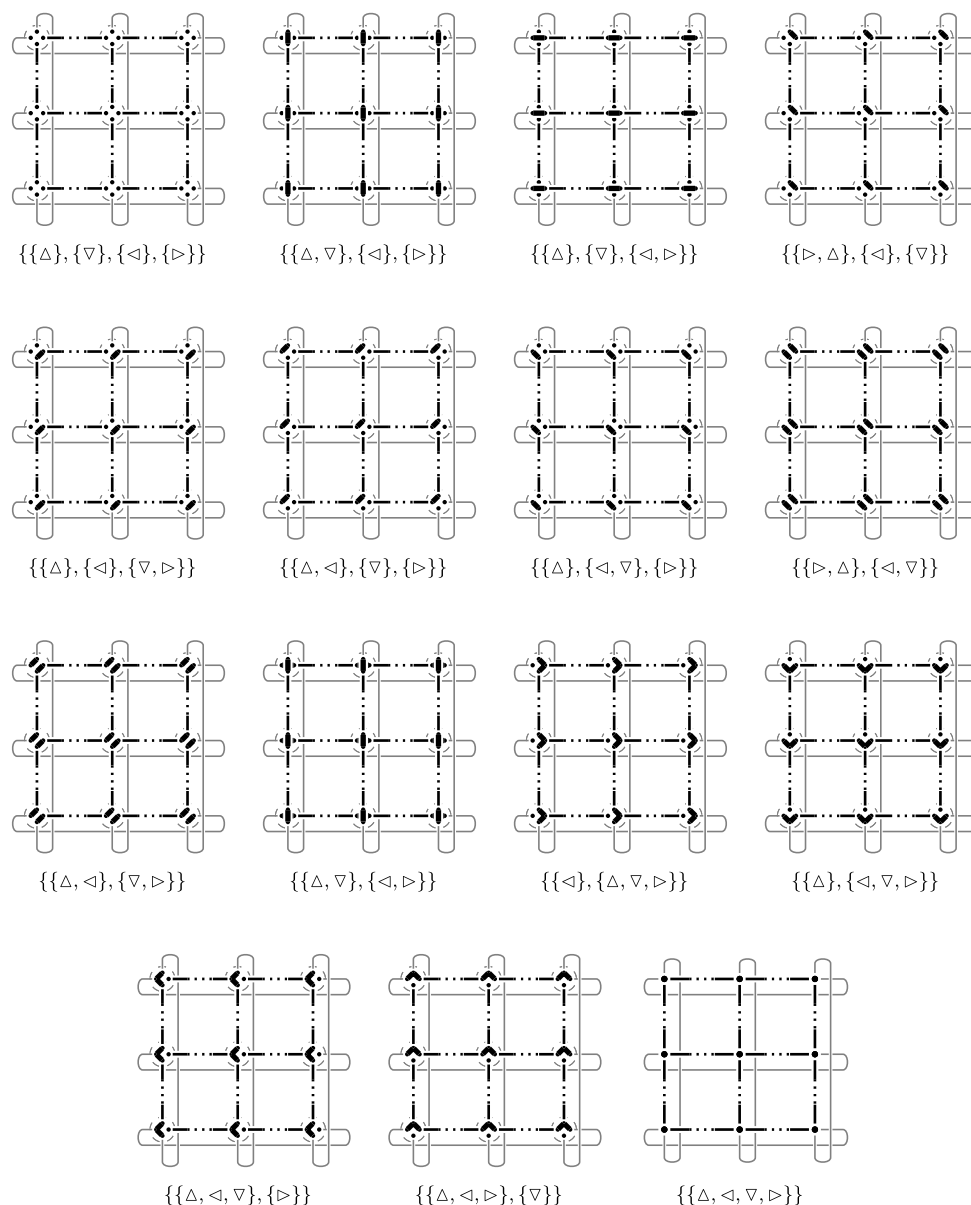 {{△}, {▽}, {◁}, {▷}} {{△, ▽}, {◁}, {▷}} {{△}, {▽}, {◁, ▷}} {{▷, △}, {◁}, {▽}}
{{△}, {◁}, {▽, ▷}} {{△, ◁}, {▽}, {▷}} {{△}, {◁, ▽}, {▷}} {{▷, △}, {◁, ▽}}
{{△, ◁}, {▽, ▷}} {{△, ▽}, {◁, ▷}} {{◁}, {△, ▽, ▷}} {{△}, {◁, ▽, ▷}}
{{△, ◁, ▽}, {▷}} {{△, ◁, ▷}, {▽}} {{△, ◁, ▽, ▷}}